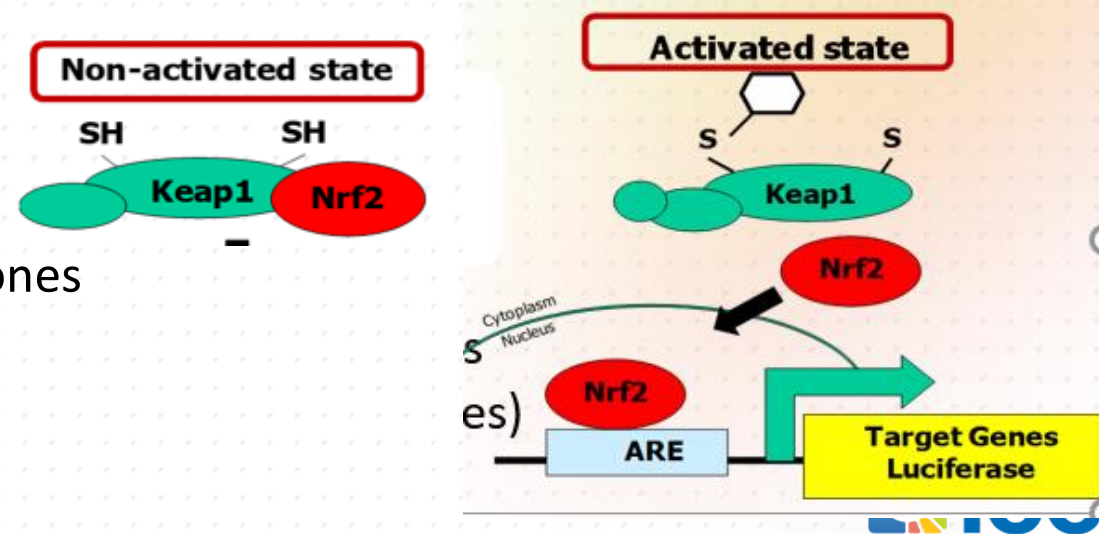 Non-activated state
SH
SH
Keap1
Nrf2
ones
Activated state
S
S
Keap1
Nrf2
Cytoplasm
Nucleus
s
es)
Nrf2
ARE
Target Genes
Luciferase